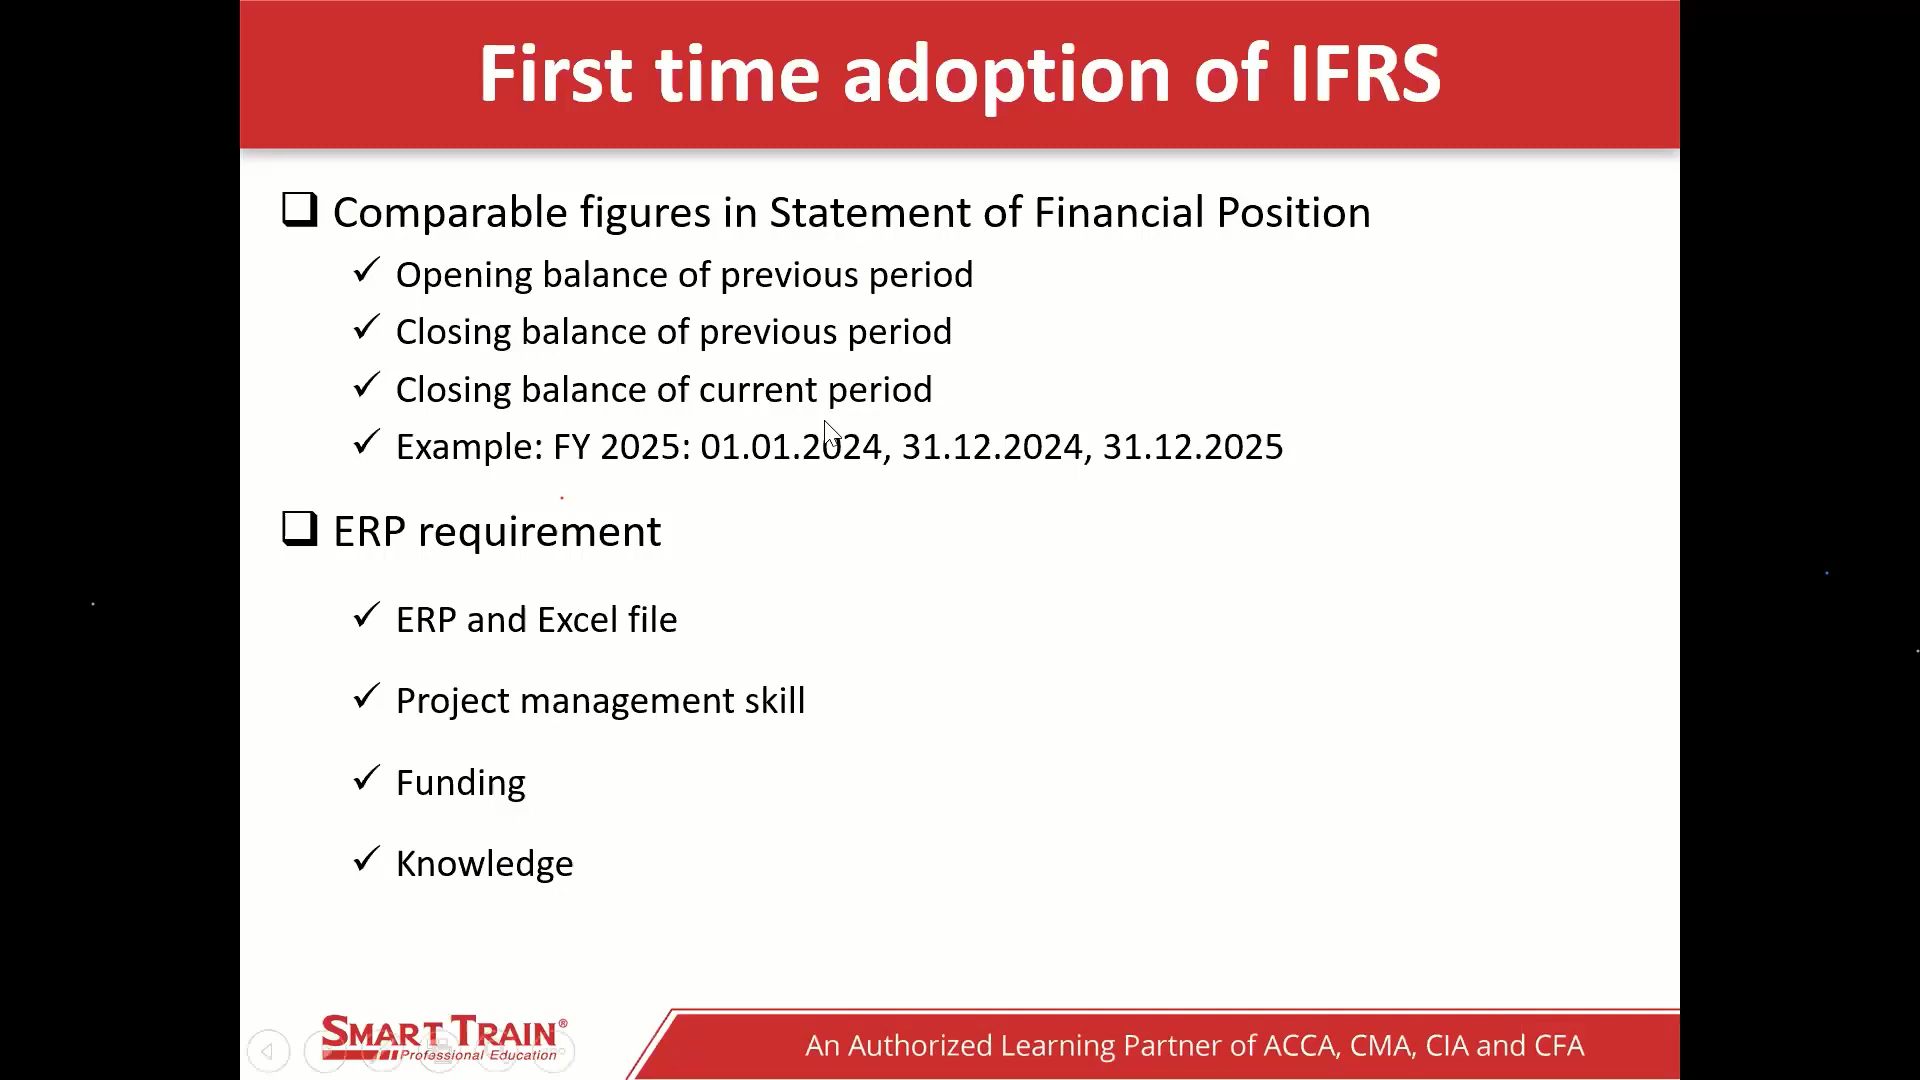 First time adoption of IFRS
Comparable figures in Statement of Financial Position
Opening balance of previous period
Closing balance of previous period
Closing balance of current period
Example: FY 2025: 01.01.2024, 31.12.2024, 31.12.2025
ERP requirement
ERP and Excel file
Project management skill
Funding
Knowledge
SMART TRAIN®
Professional Education
An Authorized Learning Partner of ACCA, CMA, CIA and CFA